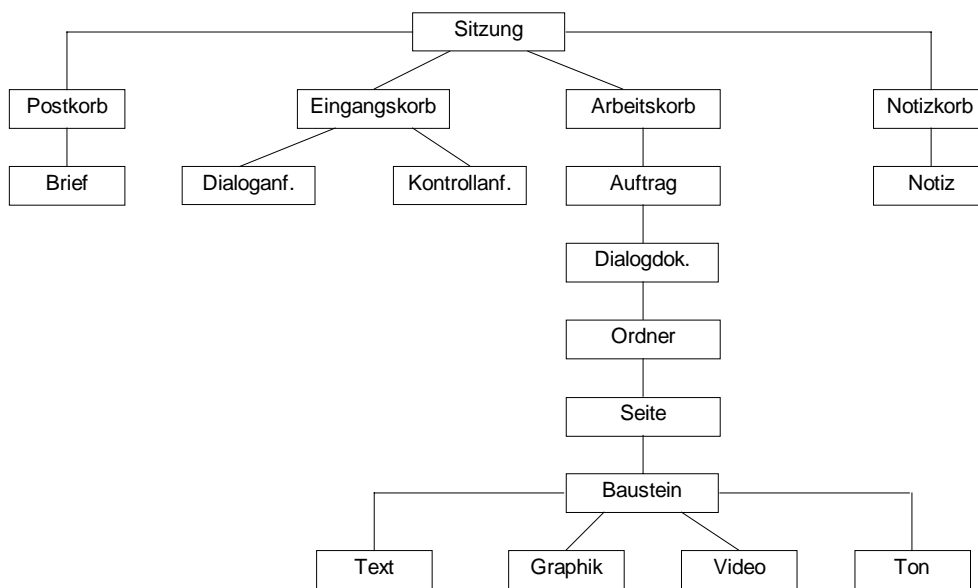 Sitzung
Postkorb
Eingangskorb
Arbeitskorb
Notizkorb
Brief
Dialoganf.
Kontrollanf.
Auftrag
Notiz
Dialogdok.
Ordner
Seite
Baustein
Text
Graphik
Video
Ton